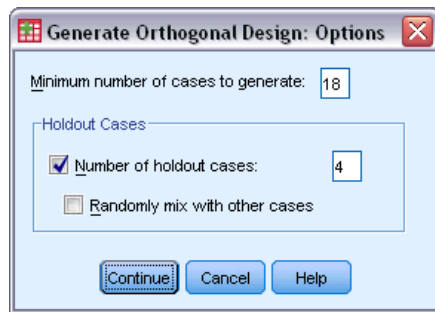 Generate Orthogonal Design: Options
Minimum number of cases to generate: 18
Holdout Cases
Number of holdout cases: 4
Randomly mix with other cases
Continue Cancel Help